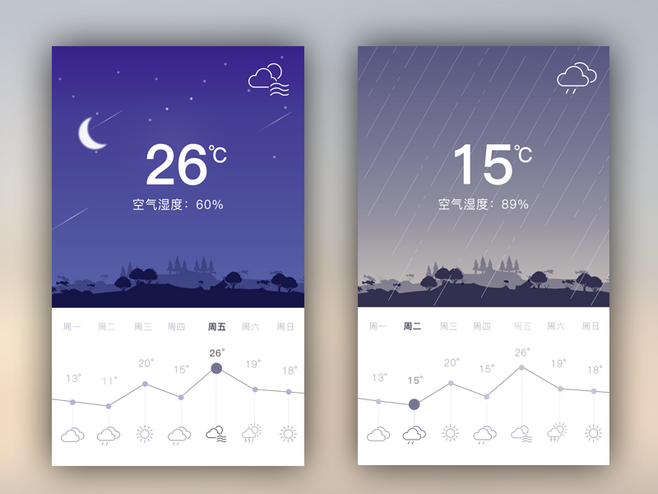 26℃
空气湿度：60%
周一 周二 周三 周四 周五 周六 周日
13° 11° 20° 15° 26° 19° 18°
15℃
空气湿度：89%
周一 周二 周三 周四 周五 周六 周日
13° 15° 20° 15° 26° 19° 18°